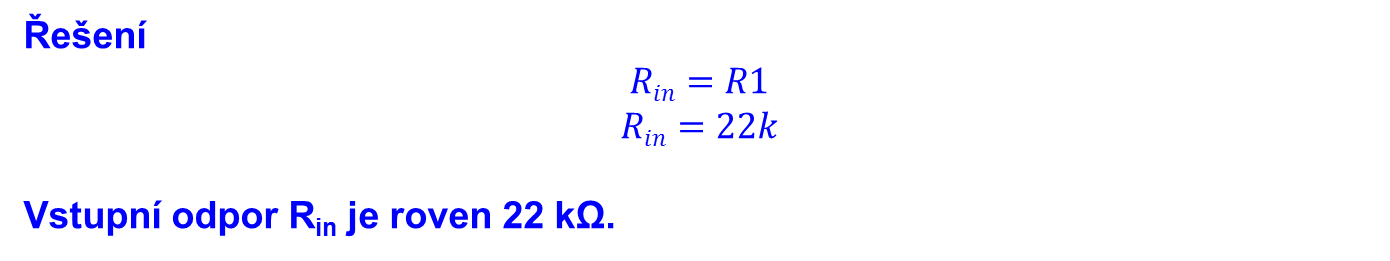 Řešení
R_in = R1
R_in = 22k
Vstupní odpor R_in je roven 22 kΩ.